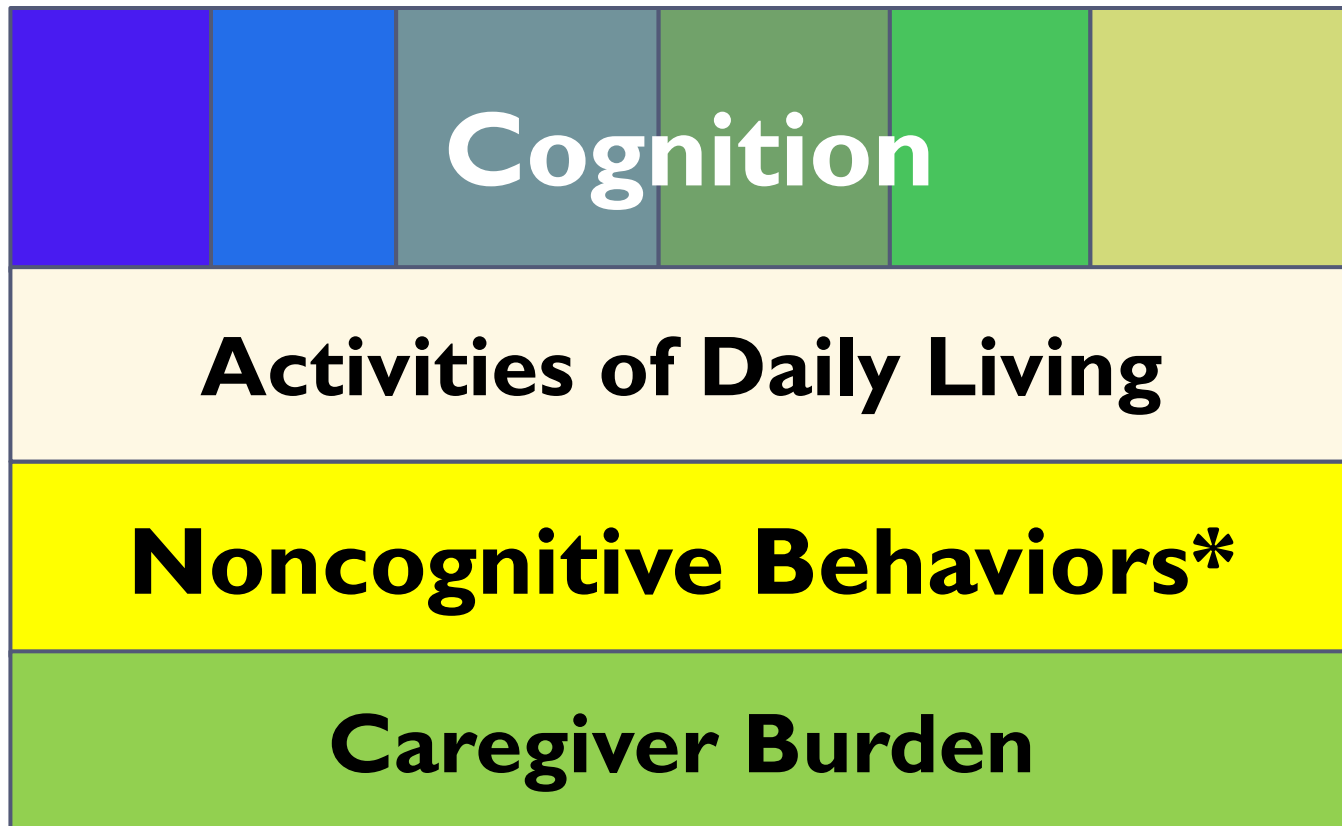 Cognition
Activities of Daily Living
Noncognitive Behaviors*
Caregiver Burden